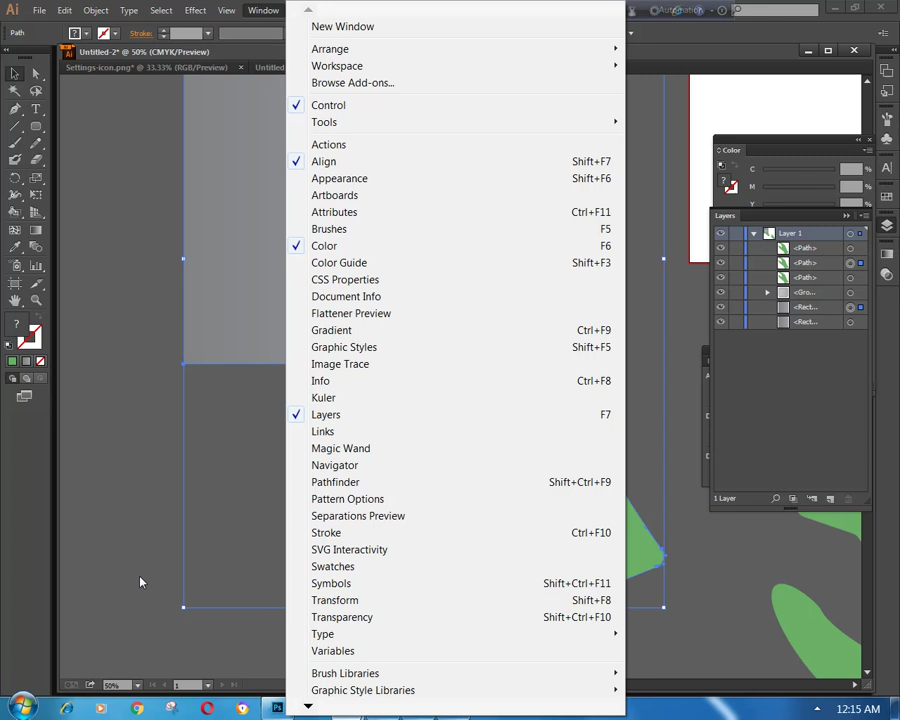 Ai File Edit Object Type Select Effect View Window
Automation
Path
Stroke:
Untitled-2* @ 50% (CMYK/Preview)
Settings-icon.png* @ 33.33% (RGB/Preview) × Untitled
New Window
Arrange
Workspace
Browse Add-ons...
Control
Tools
Actions
Align Shift+F7
Appearance Shift+F6
Artboards
Attributes Ctrl+F11
Brushes F5
Color F6
Color Guide Shift+F3
CSS Properties
Document Info
Flattener Preview
Gradient Ctrl+F9
Graphic Styles Shift+F5
Image Trace
Info Ctrl+F8
Kuler
Layers F7
Links
Magic Wand
Navigator
Pathfinder Shift+Ctrl+F9
Pattern Options
Separations Preview
Stroke Ctrl+F10
SVG Interactivity
Swatches
Symbols Shift+Ctrl+F11
Transform Shift+F8
Transparency Shift+Ctrl+F10
Type
Variables
Brush Libraries
Graphic Style Libraries
Color
C %
M %
Y %
Layers
Layer 1
<Path>
<Path>
<Path>
<Gro...
<Rect...
<Rect...
1 Layer
50% 1
Ps
12:15 AM